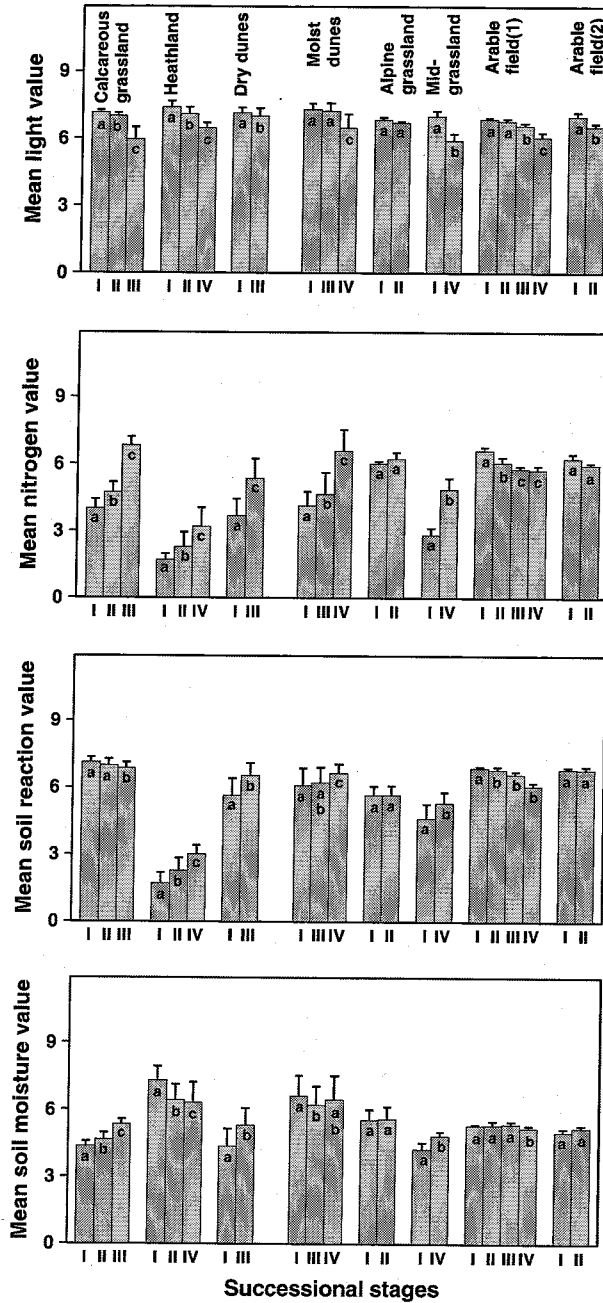 Calcareous grassland
Heathland
Dry dunes
Moist dunes
Alpine grassland
Mid-grassland
Arable field(1)
Arable field(2)
Mean light value
9
6
3
0
a b c
a b c
a a
a a c
a a
a b
a a b c
a b
I II III
I II IV
I III
I III IV
I II
I IV
I II III IV
I II
Mean nitrogen value
9
6
3
0
a b c
a b c
a c
a b c
a a
a b
a b c c
a a
I II III
I II IV
I III
I III IV
I II
I IV
I II III IV
I II
Mean soil reaction value
9
6
3
0
a a b
a b c
a b
a a b c
a a
a b
a b b b
a a
I II III
I II IV
I III
I III IV
I II
I IV
I II III IV
I II
Mean soil moisture value
9
6
3
0
a b c
a b c
a b
a b a b
a a
a b
a a a b
a a
I II III
I II IV
I III
I III IV
I II
I IV
I II III IV
I II
Successional stages